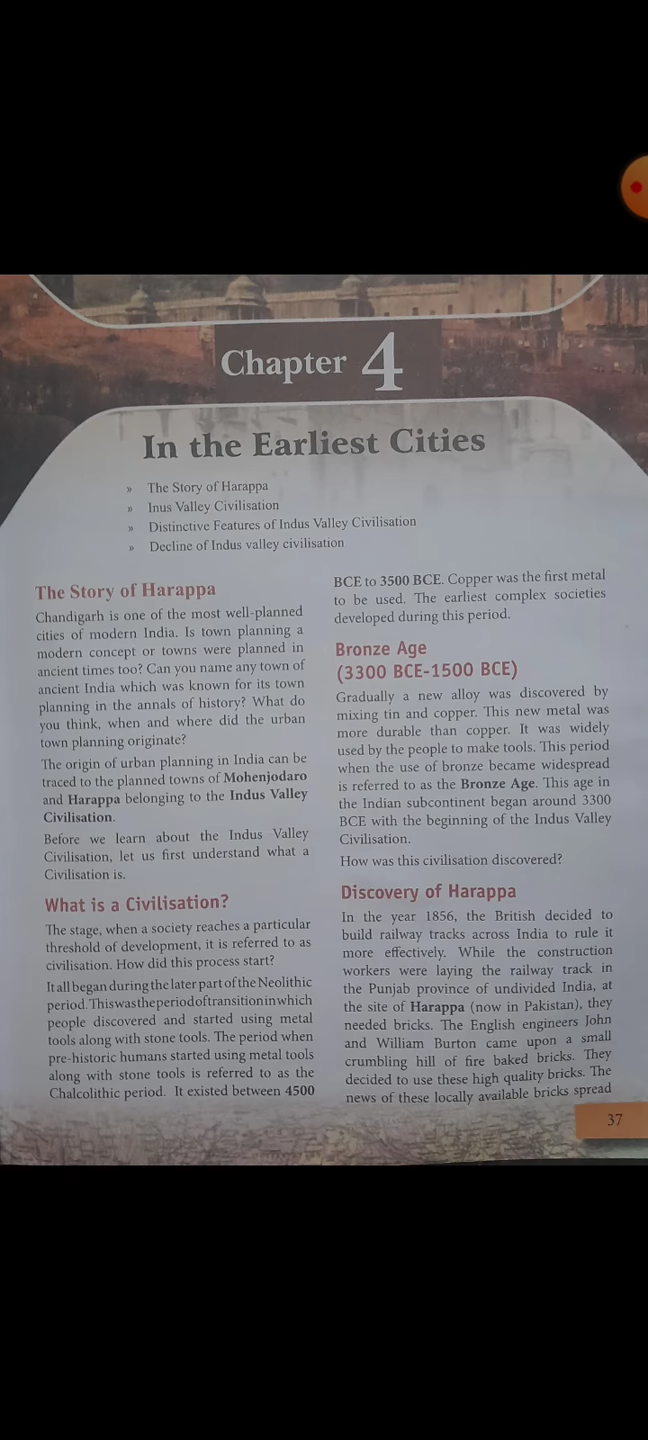 Chapter 4
In the Earliest Cities
» The Story of Harappa
» Inus Valley Civilisation
» Distinctive Features of Indus Valley Civilisation
» Decline of Indus valley civilisation
The Story of Harappa
Chandigarh is one of the most well-planned
cities of modern India. Is town planning a
modern concept or towns were planned in
ancient times too? Can you name any town of
ancient India which was known for its town
planning in the annals of history? What do
you think, when and where did the urban
town planning originate?
The origin of urban planning in India can be
traced to the planned towns of Mohenjodaro
and Harappa belonging to the Indus Valley
Civilisation.
Before we learn about the Indus Valley
Civilisation, let us first understand what a
Civilisation is.
What is a Civilisation?
The stage, when a society reaches a particular
threshold of development, it is referred to as
civilisation. How did this process start?
It all began during the later part of the Neolithic
period. This was the period of transition in which
people discovered and started using metal
tools along with stone tools. The period when
pre-historic humans started using metal tools
along with stone tools is referred to as the
Chalcolithic period. It existed between 4500
BCE to 3500 BCE. Copper was the first metal
to be used. The earliest complex societies
developed during this period.
Bronze Age
(3300 BCE-1500 BCE)
Gradually a new alloy was discovered by
mixing tin and copper. This new metal was
more durable than copper. It was widely
used by the people to make tools. This period
when the use of bronze became widespread
is referred to as the Bronze Age. This age in
the Indian subcontinent began around 3300
BCE with the beginning of the Indus Valley
Civilisation.
How was this civilisation discovered?
Discovery of Harappa
In the year 1856, the British decided to
build railway tracks across India to rule it
more effectively. While the construction
workers were laying the railway track in
the Punjab province of undivided India, at
the site of Harappa (now in Pakistan), they
needed bricks. The English engineers John
and William Burton came upon a small
crumbling hill of fire baked bricks. They
decided to use these high quality bricks. The
news of these locally available bricks spread
37